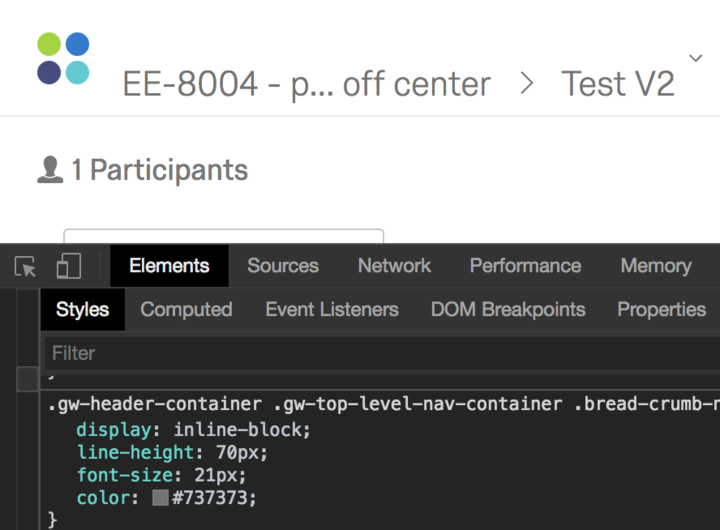 EE-8004 - p... off center > Test V2
1 Participants
Elements Sources Network Performance Memory
Styles Computed Event Listeners DOM Breakpoints Properties
Filter
}
.gw-header-container .gw-top-level-nav-container .bread-crumb-
display: inline-block;
line-height: 70px;
font-size: 21px;
color: #737373;
}